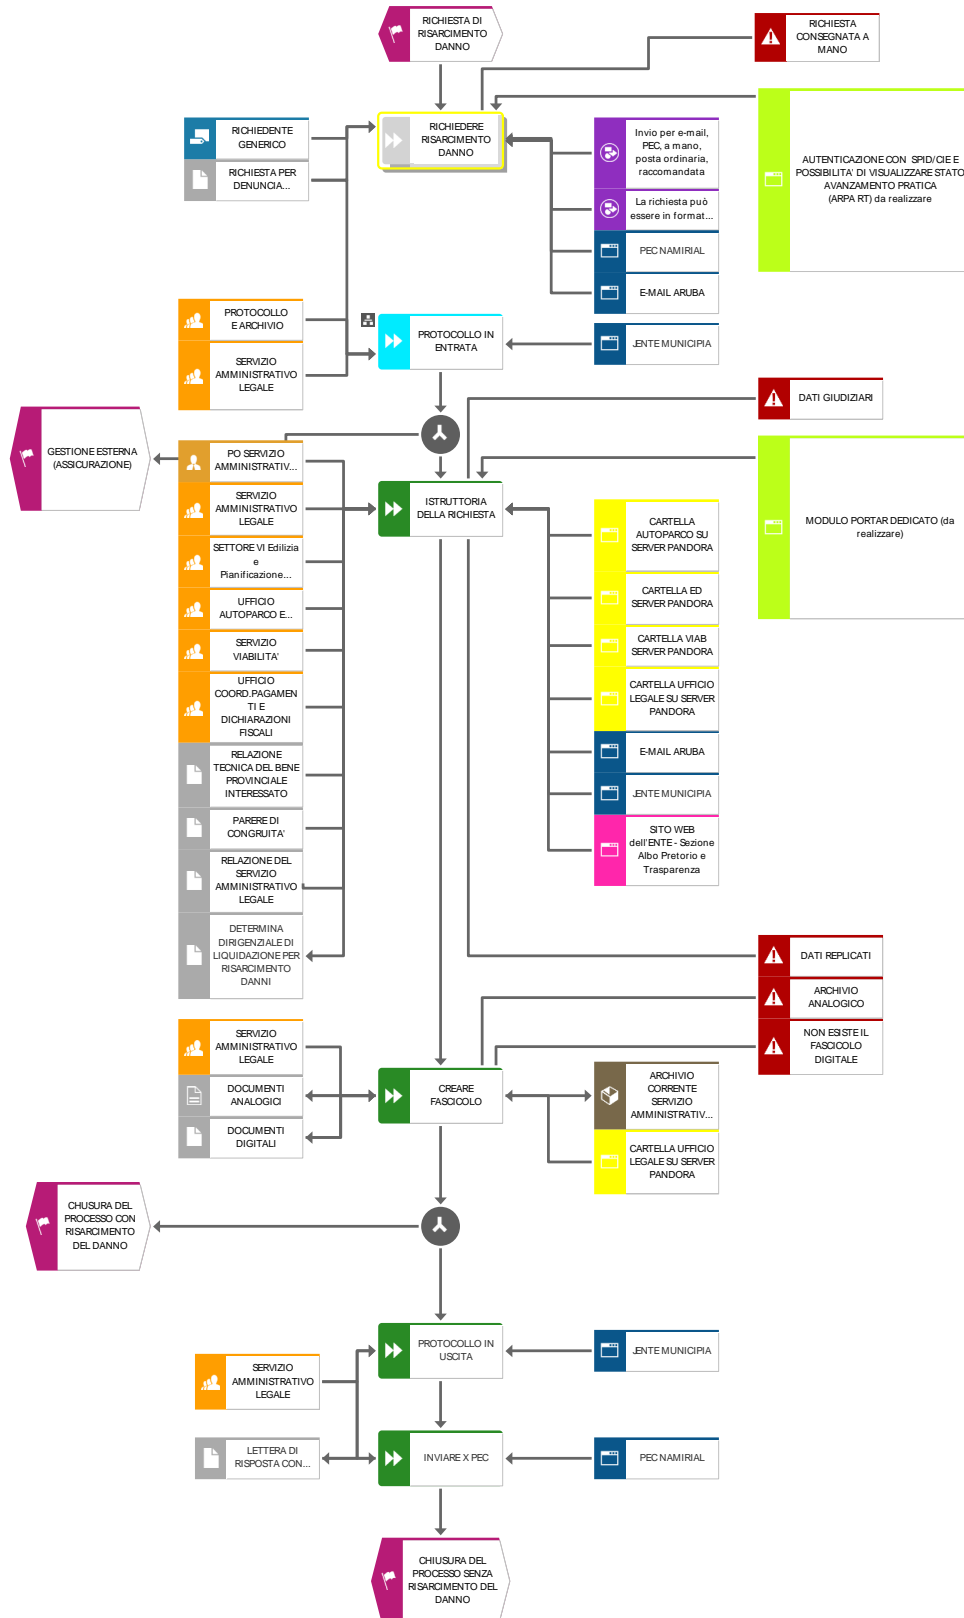 RICHIESTA DI
RISARCIMENTO
DANNO
RICHIESTA
CONSEGNATA A
MANO
RICHIEDENTE
GENERICO
RICHIESTA PER
DENUNCIA...
RICHIEDERE
RISARCIMENTO
DANNO
Invio per e-mail,
PEC, a mano,
posta ordinaria,
raccomandata
La richiesta può
essere in format...
PEC NAMIRIAL
E-MAIL ARUBA
AUTENTICAZIONE CON SPID/CIE E
POSSIBILITA' DI VISUALIZZARE STATO
AVANZAMENTO PRATICA
(ARPA RT) da realizzare
PROTOCOLLO
E ARCHIVIO
SERVIZIO
AMMINISTRATIVO
LEGALE
PROTOCOLLO IN
ENTRATA
JENTE MUNICIPIA
DATI GIUDIZIARI
GESTIONE ESTERNA
(ASSICURAZIONE)
PO SERVIZIO
AMMINISTRATIV...
SERVIZIO
AMMINISTRATIVO
LEGALE
SETTORE VI Edilizia
e
Pianificazione...
UFFICIO
AUTOPARCO E...
SERVIZIO
VIABILITA'
UFFICIO
COORD.PAGAMEN
TI E
DICHIARAZIONI
FISCALI
RELAZIONE
TECNICA DEL BENE
PROVINCIALE
INTERESSATO
PARERE DI
CONGRUITA'
RELAZIONE DEL
SERVIZIO
AMMINISTRATIVO
LEGALE
DETERMINA
DIRIGENZIALE DI
LIQUIDAZIONE PER
RISARCIMENTO
DANNI
ISTRUTTORIA
DELLA RICHIESTA
CARTELLA
AUTOPARCO SU
SERVER PANDORA
CARTELLA ED
SERVER PANDORA
CARTELLA VIAB
SERVER PANDORA
CARTELLA UFFICIO
LEGALE SU SERVER
PANDORA
E-MAIL ARUBA
JENTE MUNICIPIA
SITO WEB
dell'ENTE - Sezione
Albo Pretorio e
Trasparenza
MODULO PORTAR DEDICATO (da
realizzare)
DATI REPLICATI
ARCHIVIO
ANALOGICO
NON ESISTE IL
FASCICOLO
DIGITALE
SERVIZIO
AMMINISTRATIVO
LEGALE
DOCUMENTI
ANALOGICI
DOCUMENTI
DIGITALI
CREARE
FASCICOLO
ARCHIVIO
CORRENTE
SERVIZIO
AMMINISTRATIV...
CARTELLA UFFICIO
LEGALE SU SERVER
PANDORA
CHUSURA DEL
PROCESSO CON
RISARCIMENTO
DEL DANNO
PROTOCOLLO IN
USCITA
JENTE MUNICIPIA
SERVIZIO
AMMINISTRATIVO
LEGALE
LETTERA DI
RISPOSTA CON...
INVIARE X PEC
PEC NAMIRIAL
CHIUSURA DEL
PROCESSO SENZA
RISARCIMENTO DEL
DANNO